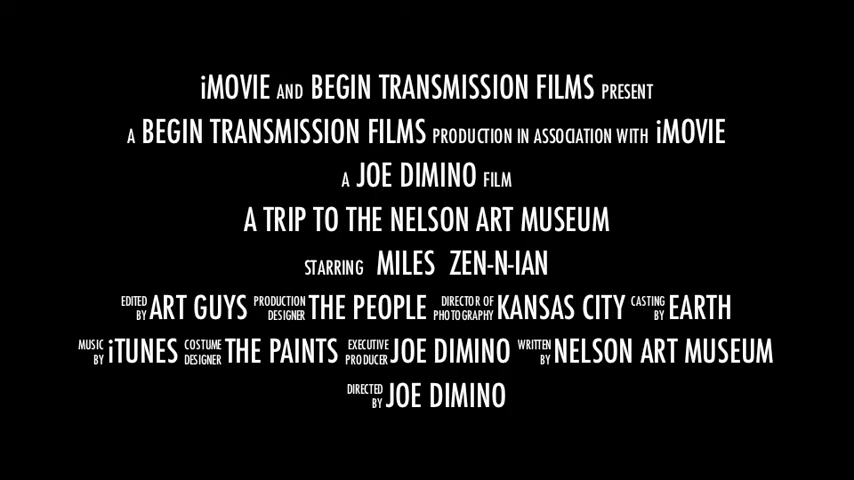 iMOVIE AND BEGIN TRANSMISSION FILMS PRESENT
A BEGIN TRANSMISSION FILMS PRODUCTION IN ASSOCIATION WITH iMOVIE
A JOE DIMINO FILM
A TRIP TO THE NELSON ART MUSEUM
STARRING MILES ZEN-N-IAN
EDITED BY ART GUYS PRODUCTION DESIGNER THE PEOPLE DIRECTOR OF PHOTOGRAPHY KANSAS CITY CASTING BY EARTH
MUSIC BY iTUNES COSTUME DESIGNER THE PAINTS EXECUTIVE PRODUCER JOE DIMINO WRITTEN BY NELSON ART MUSEUM
DIRECTED BY JOE DIMINO